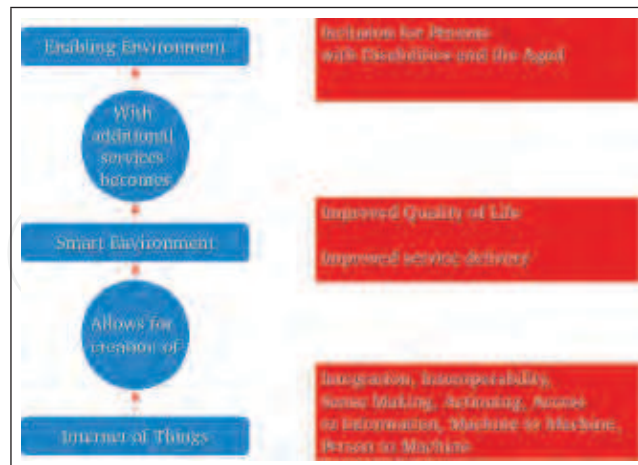 Enabling Environment
With
additional
services
becomes
Smart Environment
Allows for
creation of
Internet of Things
Inclusion for Persons
with Disabilities and the Aged
Improved Quality of Life
Improved service delivery
Integration, Interoperability,
Sense Making, Actioning, Access
to Information, Machine to Machine,
Person to Machine